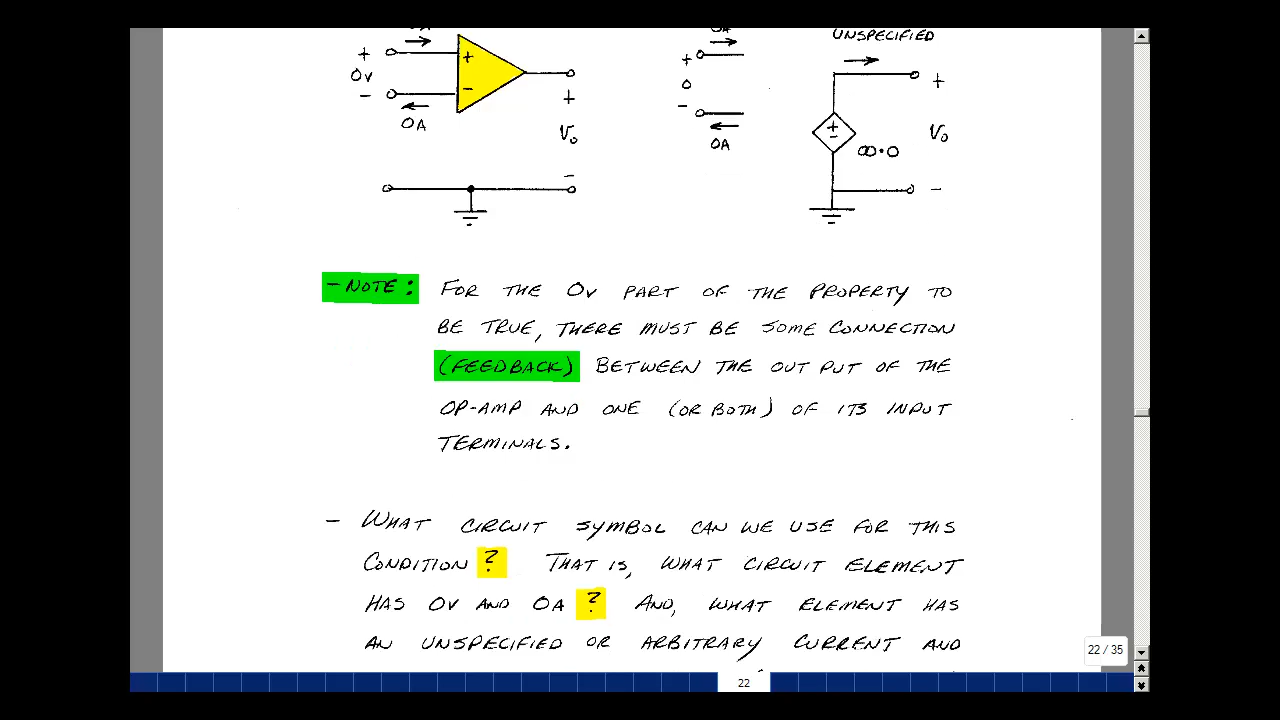 0A
0A
UNSPECIFIED
+
+
+
+
0V
-
0
-
-
+
+
+
-
0A
V₀
0A
∞·0
V₀
-
-
- NOTE: FOR THE 0V PART OF THE PROPERTY TO
BE TRUE, THERE MUST BE SOME CONNECTION
(FEEDBACK) BETWEEN THE OUTPUT OF THE
OP-AMP AND ONE (OR BOTH) OF ITS INPUT
TERMINALS.
- WHAT CIRCUIT SYMBOL CAN WE USE FOR THIS
CONDITION? THAT IS, WHAT CIRCUIT ELEMENT
HAS 0V AND 0A? AND, WHAT ELEMENT HAS
AN UNSPECIFIED OR ARBITRARY CURRENT AND
22 / 35
22